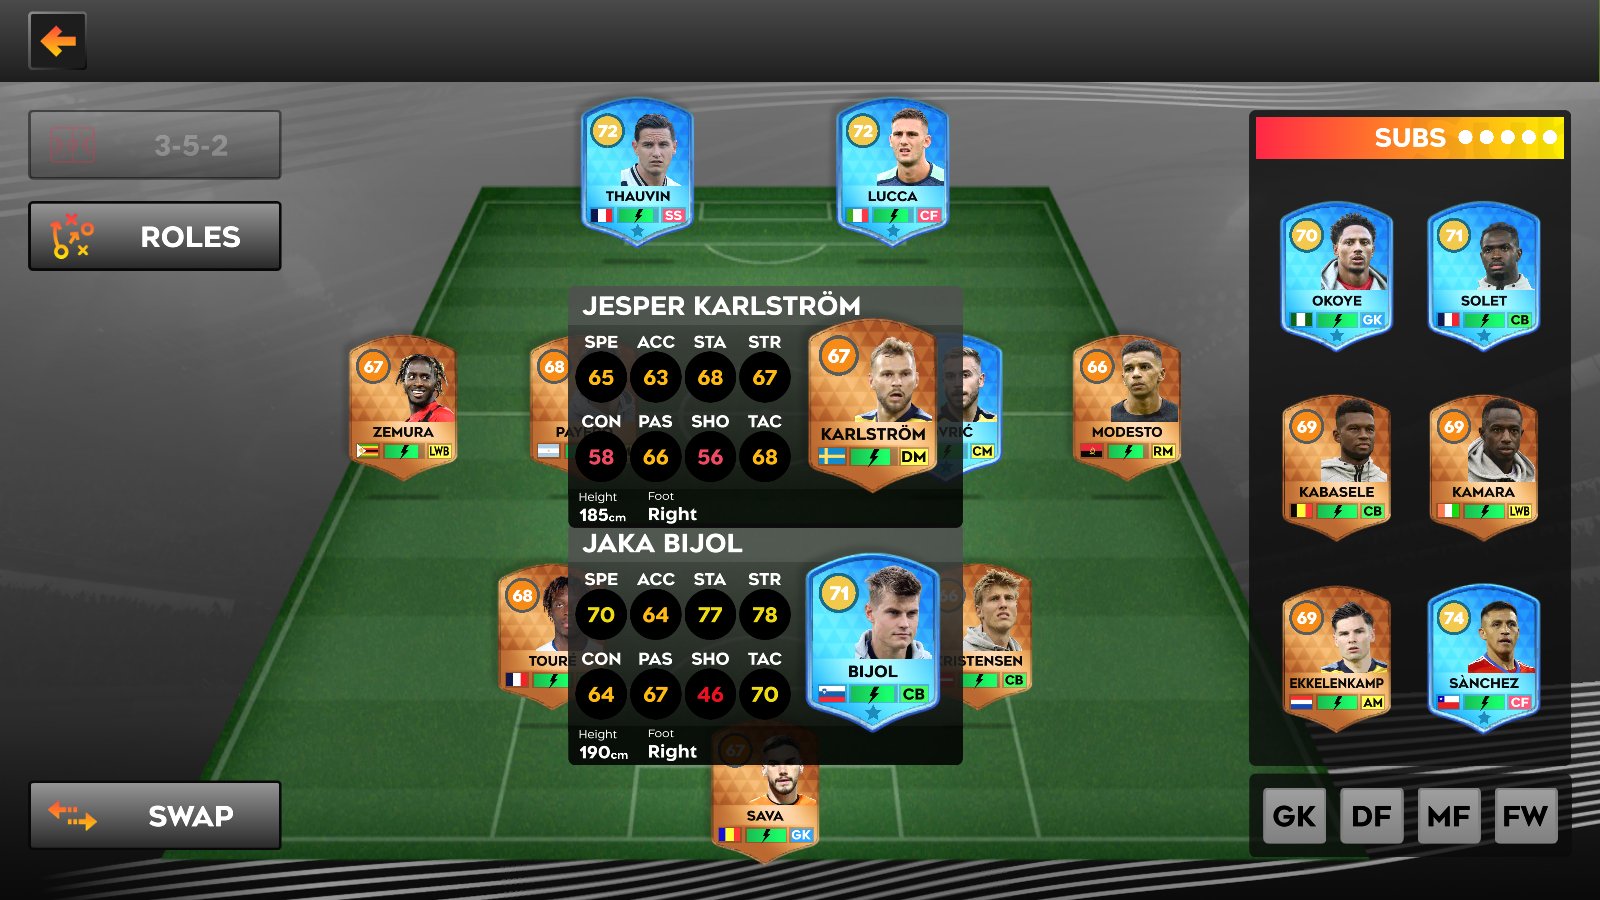 3-5-2
ROLES
72
THAUVIN
SS
72
LUCCA
CF
SUBS
70
OKOYE
GK
71
SOLET
CB
67
ZEMURA
LWB
68
JESPER KARLSTRÖM
SPE ACC STA STR
65 63 68 67
CON PAS SHO TAC
58 66 56 68
Height Foot
185cm Right
67
KARLSTRÖM
DM
CM
66
MODESTO
RM
69
KABASELE
CB
69
KAMARA
LWB
68
TOURE
JAKA BIJOL
SPE ACC STA STR
70 64 77 78
CON PAS SHO TAC
64 67 46 70
Height Foot
190cm Right
71
BIJOL
CB
66
RISTENSEN
CB
69
EKKELENKAMP
AM
74
SÀNCHEZ
CF
67
SAVA
GK
SWAP
GK DF MF FW